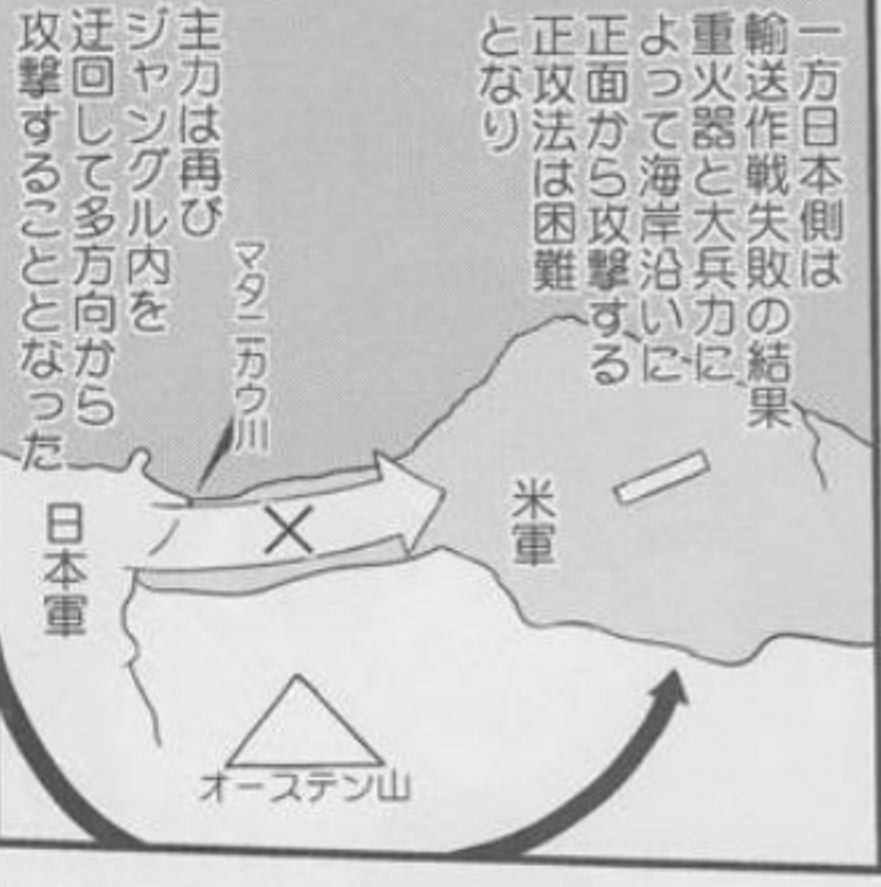 一方日本側は
輸送作戦失敗の結果
重火器と大兵力に
よって海岸沿いに
正面から攻撃する
正攻法は困難
となり
主力は再び
ジャングル内を
迂回して多方向から
攻撃することとなった
マタニカウ川
米軍
日本軍
オーステン山